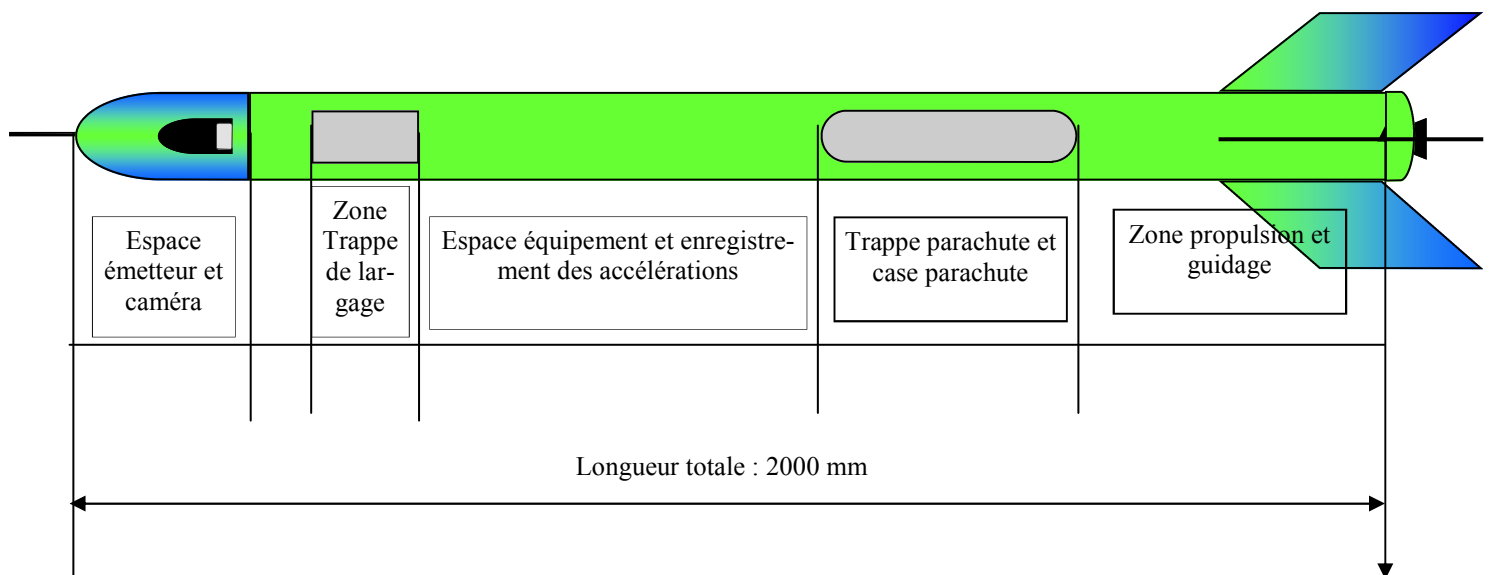 Espace
émetteur et
caméra
Zone
Trappe
de lar-
gage
Espace équipement et enregistre-
ment des accélérations
Trappe parachute et
case parachute
Zone propulsion et
guidage
Longueur totale : 2000 mm